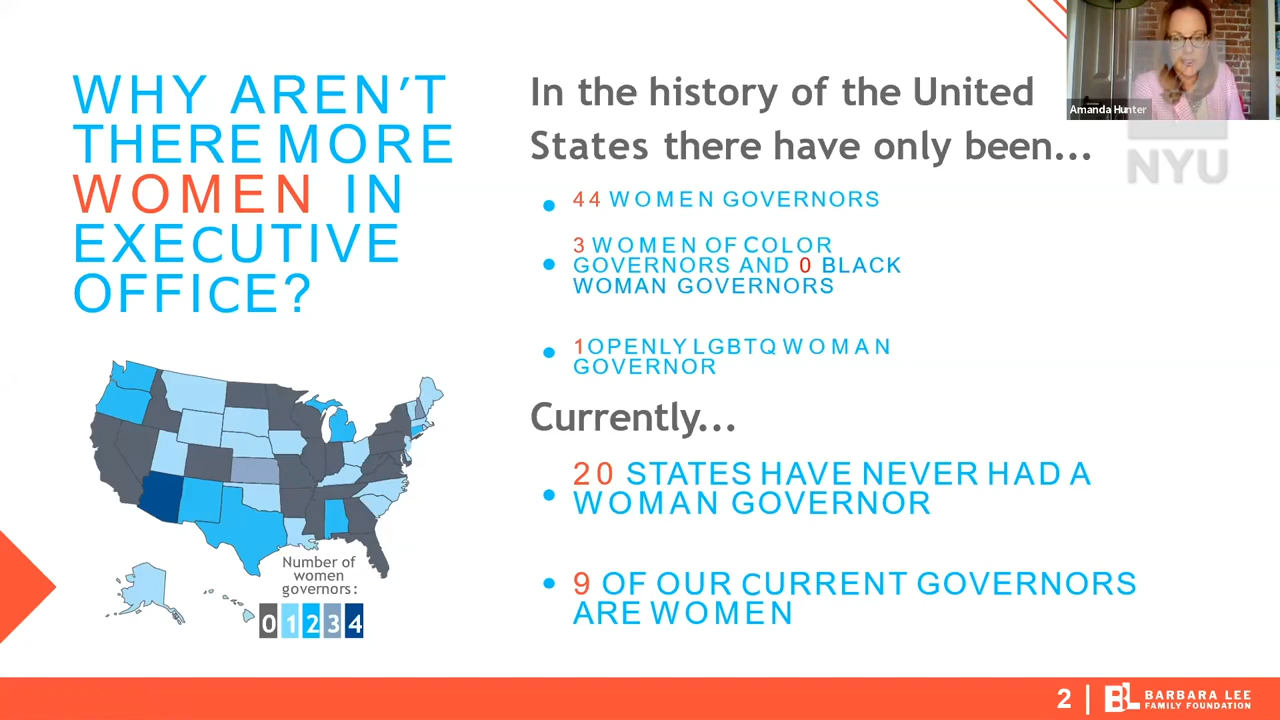 WHY AREN'T
THERE MORE
WOMEN IN
EXECUTIVE
OFFICE?
In the history of the United
States there have only been...
• 44 WOMEN GOVERNORS
• 3 WOMEN OF COLOR
GOVERNORS AND 0 BLACK
WOMAN GOVERNORS
• 1OPENLY LGBTQ WOMAN
GOVERNOR
Currently...
• 20 STATES HAVE NEVER HAD A
WOMAN GOVERNOR
• 9 OF OUR CURRENT GOVERNORS
ARE WOMEN
Number of
women
governors:
0 1 2 3 4
Amanda Hunter
NYU
2
BL BARBARA LEE
FAMILY FOUNDATION